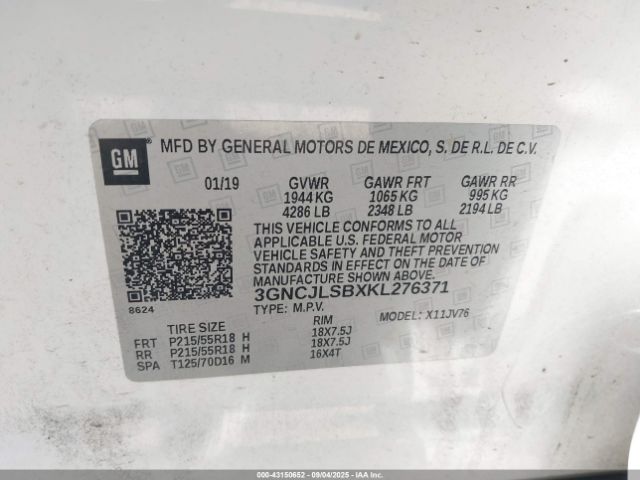 GM
MFD BY GENERAL MOTORS DE MEXICO, S. DE R.L. DE C.V.
01/19 GVWR GAWR FRT GAWR RR
1944 KG 1065 KG 995 KG
4286 LB 2348 LB 2194 LB
THIS VEHICLE CONFORMS TO ALL
APPLICABLE U.S. FEDERAL MOTOR
VEHICLE SAFETY AND THEFT PREVENTION
STANDARDS IN EFFECT ON THE DATE OF
MANUFACTURE SHOWN ABOVE.
3GNCJLSBXKL276371
8624
TYPE: M.P.V. MODEL: X11JV76
TIRE SIZE RIM
FRT P215/55R18 H 18X7.5J
RR P215/55R18 H 18X7.5J
SPA T125/70D16 M 16X4T
000-43150652 - 09/04/2025 - IAAI.COM